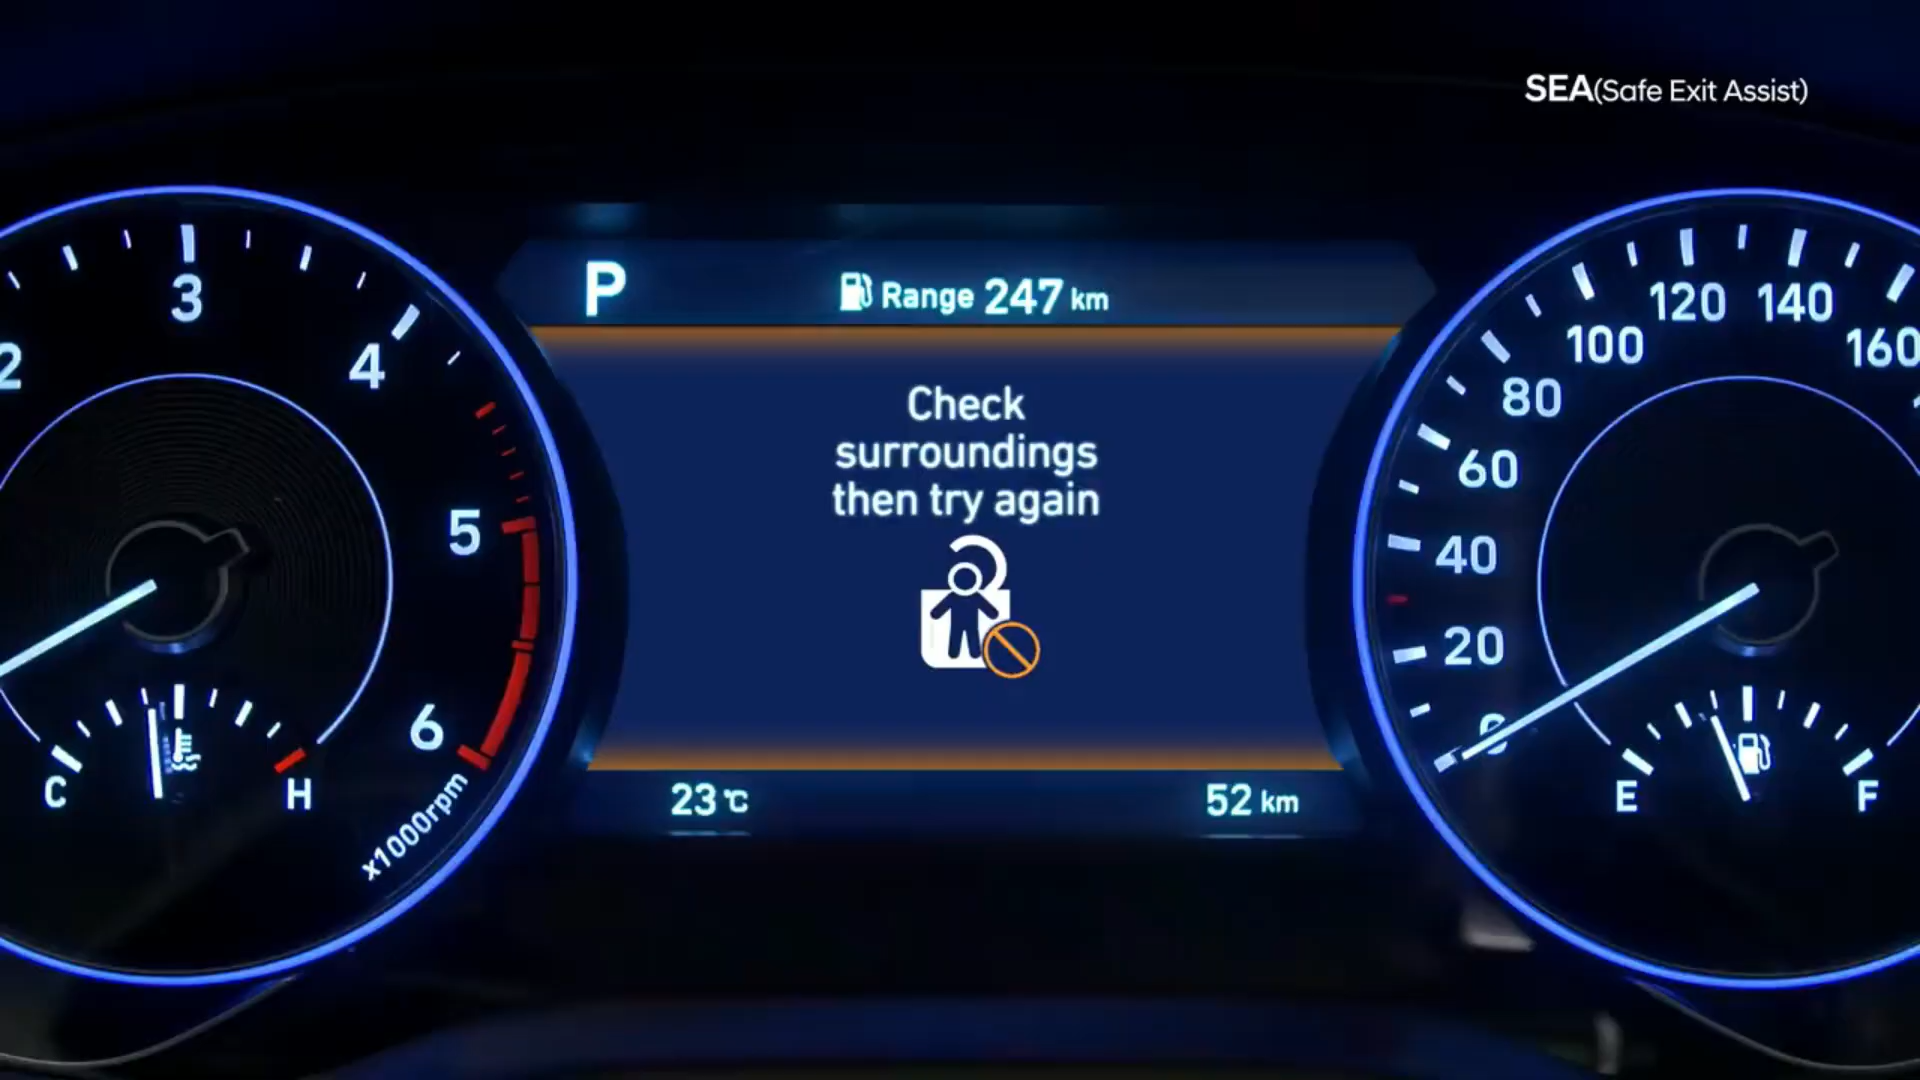 SEA(Safe Exit Assist)
P
Range 247 km
Check
surroundings
then try again
23 °C
52 km
2
3
4
5
6
x1000rpm
C
H
0
20
40
60
80
100
120
140
160
E
F